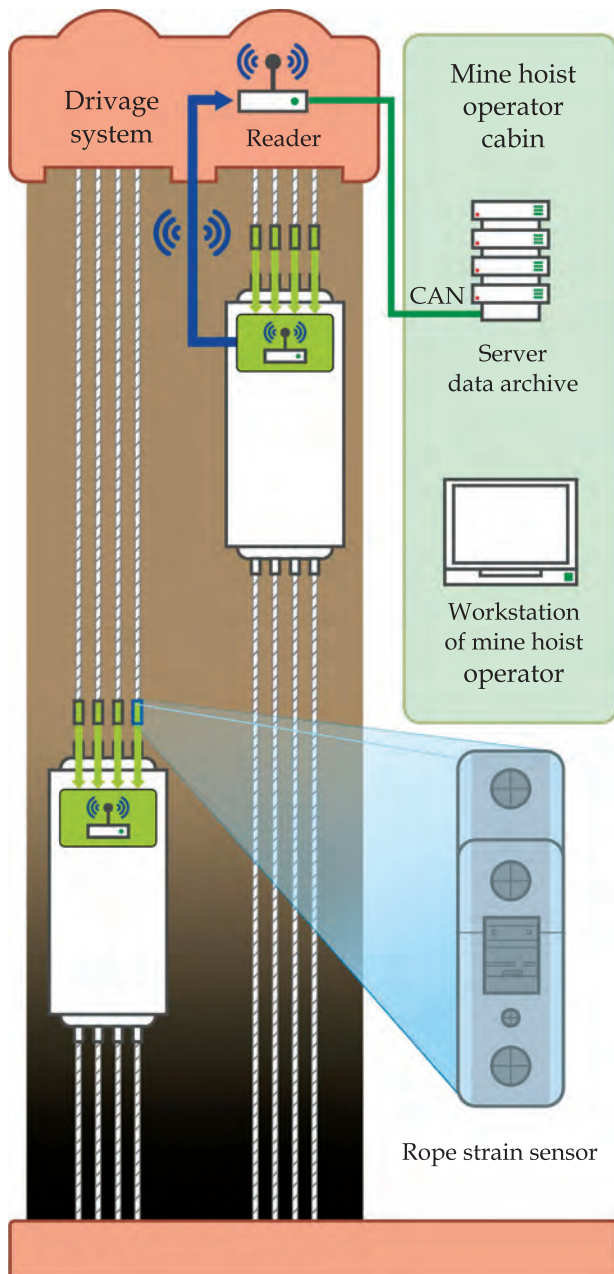 Drivage
system
Reader
Mine hoist
operator
cabin
CAN
Server
data archive
Workstation
of mine hoist
operator
Rope strain sensor